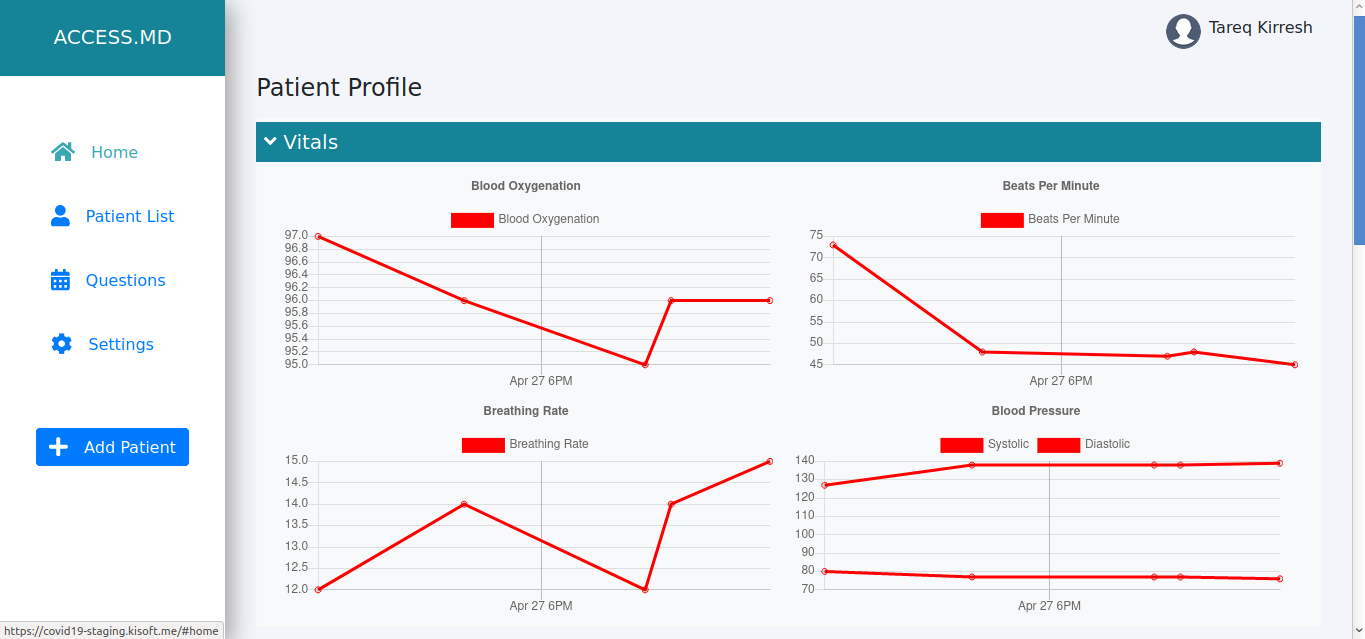 ACCESS.MD
Tareq Kirresh
Home
Patient List
Questions
Settings
Add Patient
Patient Profile
Vitals
Blood Oxygenation
Blood Oxygenation
97.0
96.8
96.6
96.4
96.2
96.0
95.8
95.6
95.4
95.2
95.0
Apr 27 6PM
Beats Per Minute
Beats Per Minute
75
70
65
60
55
50
45
Apr 27 6PM
Breathing Rate
Breathing Rate
15.0
14.5
14.0
13.5
13.0
12.5
12.0
Apr 27 6PM
Blood Pressure
Systolic Diastolic
140
130
120
110
100
90
80
70
Apr 27 6PM
https://covid19-staging.kisoft.me/#home